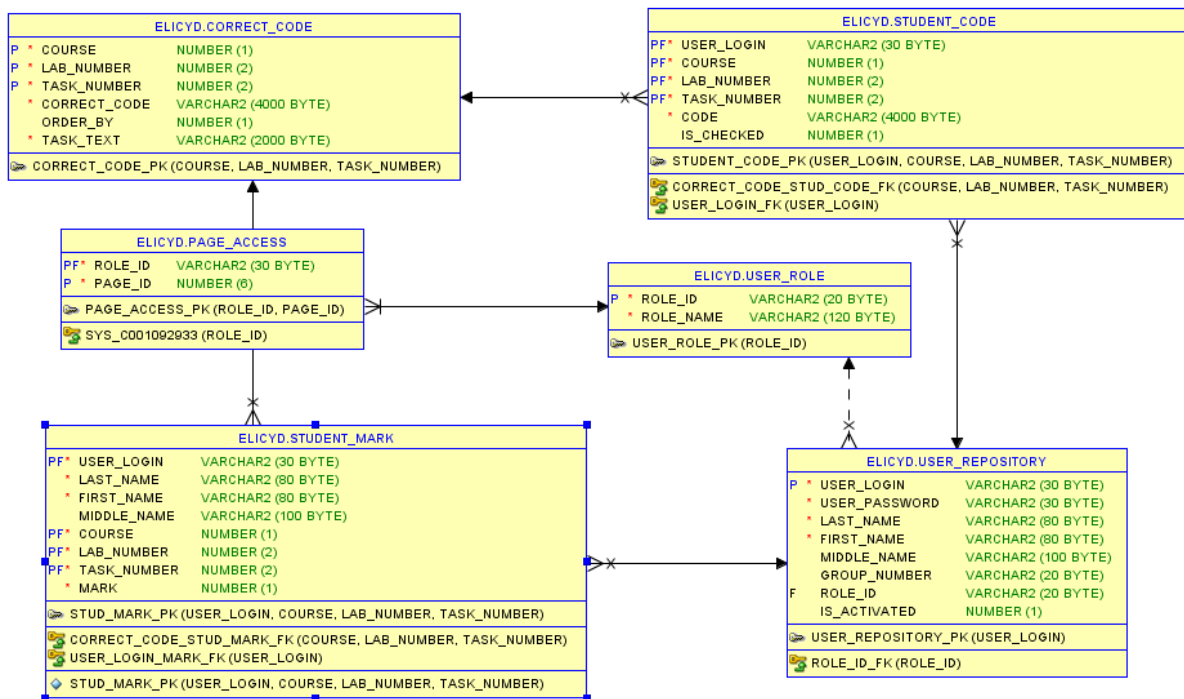 ELICYD.CORRECT_CODE
P * COURSE NUMBER (1)
P * LAB_NUMBER NUMBER (2)
P * TASK_NUMBER NUMBER (2)
* CORRECT_CODE VARCHAR2 (4000 BYTE)
ORDER_BY NUMBER (1)
* TASK_TEXT VARCHAR2 (2000 BYTE)
CORRECT_CODE_PK (COURSE, LAB_NUMBER, TASK_NUMBER)
ELICYD.STUDENT_CODE
PF* USER_LOGIN VARCHAR2 (30 BYTE)
PF* COURSE NUMBER (1)
PF* LAB_NUMBER NUMBER (2)
PF* TASK_NUMBER NUMBER (2)
* CODE VARCHAR2 (4000 BYTE)
IS_CHECKED NUMBER (1)
STUDENT_CODE_PK (USER_LOGIN, COURSE, LAB_NUMBER, TASK_NUMBER)
CORRECT_CODE_STUD_CODE_FK (COURSE, LAB_NUMBER, TASK_NUMBER)
USER_LOGIN_FK (USER_LOGIN)
ELICYD.PAGE_ACCESS
PF* ROLE_ID VARCHAR2 (30 BYTE)
P * PAGE_ID NUMBER (6)
PAGE_ACCESS_PK (ROLE_ID, PAGE_ID)
SYS_C001092933 (ROLE_ID)
ELICYD.USER_ROLE
P * ROLE_ID VARCHAR2 (20 BYTE)
* ROLE_NAME VARCHAR2 (120 BYTE)
USER_ROLE_PK (ROLE_ID)
ELICYD.STUDENT_MARK
PF* USER_LOGIN VARCHAR2 (30 BYTE)
* LAST_NAME VARCHAR2 (80 BYTE)
* FIRST_NAME VARCHAR2 (80 BYTE)
MIDDLE_NAME VARCHAR2 (100 BYTE)
PF* COURSE NUMBER (1)
PF* LAB_NUMBER NUMBER (2)
PF* TASK_NUMBER NUMBER (2)
* MARK NUMBER (1)
STUD_MARK_PK (USER_LOGIN, COURSE, LAB_NUMBER, TASK_NUMBER)
CORRECT_CODE_STUD_MARK_FK (COURSE, LAB_NUMBER, TASK_NUMBER)
USER_LOGIN_MARK_FK (USER_LOGIN)
STUD_MARK_PK (USER_LOGIN, COURSE, LAB_NUMBER, TASK_NUMBER)
ELICYD.USER_REPOSITORY
P * USER_LOGIN VARCHAR2 (30 BYTE)
* USER_PASSWORD VARCHAR2 (30 BYTE)
* LAST_NAME VARCHAR2 (80 BYTE)
* FIRST_NAME VARCHAR2 (80 BYTE)
MIDDLE_NAME VARCHAR2 (100 BYTE)
GROUP_NUMBER VARCHAR2 (20 BYTE)
F ROLE_ID VARCHAR2 (20 BYTE)
IS_ACTIVATED NUMBER (1)
USER_REPOSITORY_PK (USER_LOGIN)
ROLE_ID_FK (ROLE_ID)